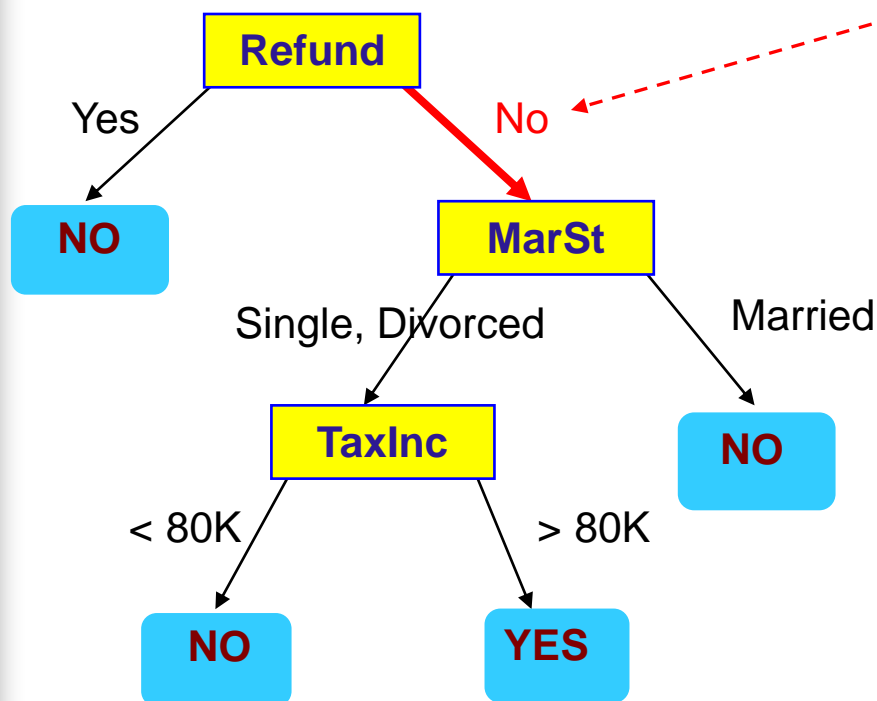 Refund
Yes
No
NO
MarSt
Single, Divorced
Married
TaxInc
NO
< 80K
> 80K
NO
YES